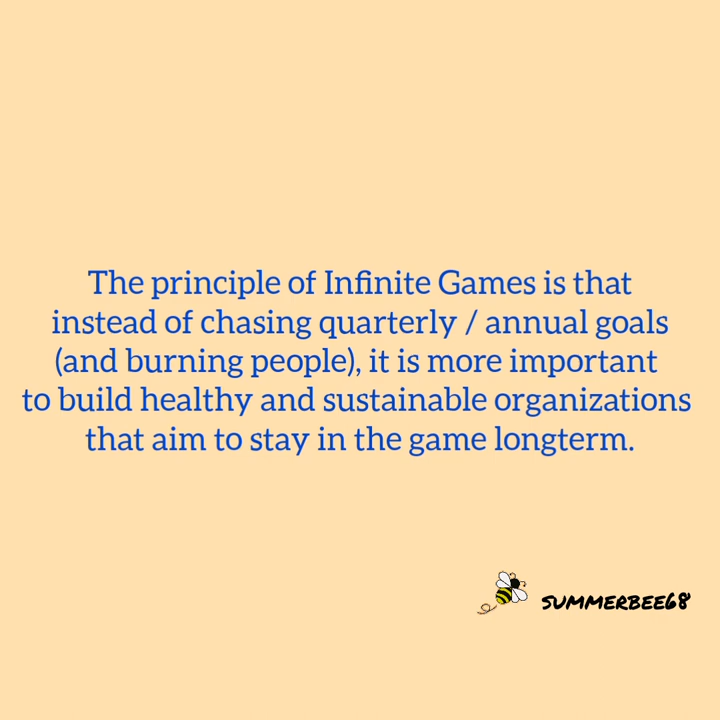 The principle of Infinite Games is that
instead of chasing quarterly / annual goals
(and burning people), it is more important
to build healthy and sustainable organizations
that aim to stay in the game longterm.
SUMMERBEE68